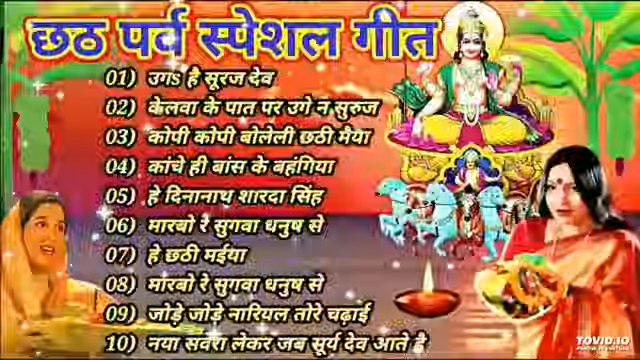 छठ पर्व स्पेशल गीत
01) उगs है सूरज देव
02) केलवा के पात पर उगे न सुरुज
03) कोपी कोपी बोलेली छठी मैया
04) कांचे ही बांस के बहंगिया
05) हे दिनानाथ शारदा सिंह
06) मारबो रे सुगवा धनुष से
07) हे छठी मईया
08) मारबो रे सुगवा धनुष से
09) जोड़े जोड़े नारियल तोरे चढ़ाई
10) नया सवेरा लेकर जब सूर्य देव आते है
TOVID.IO